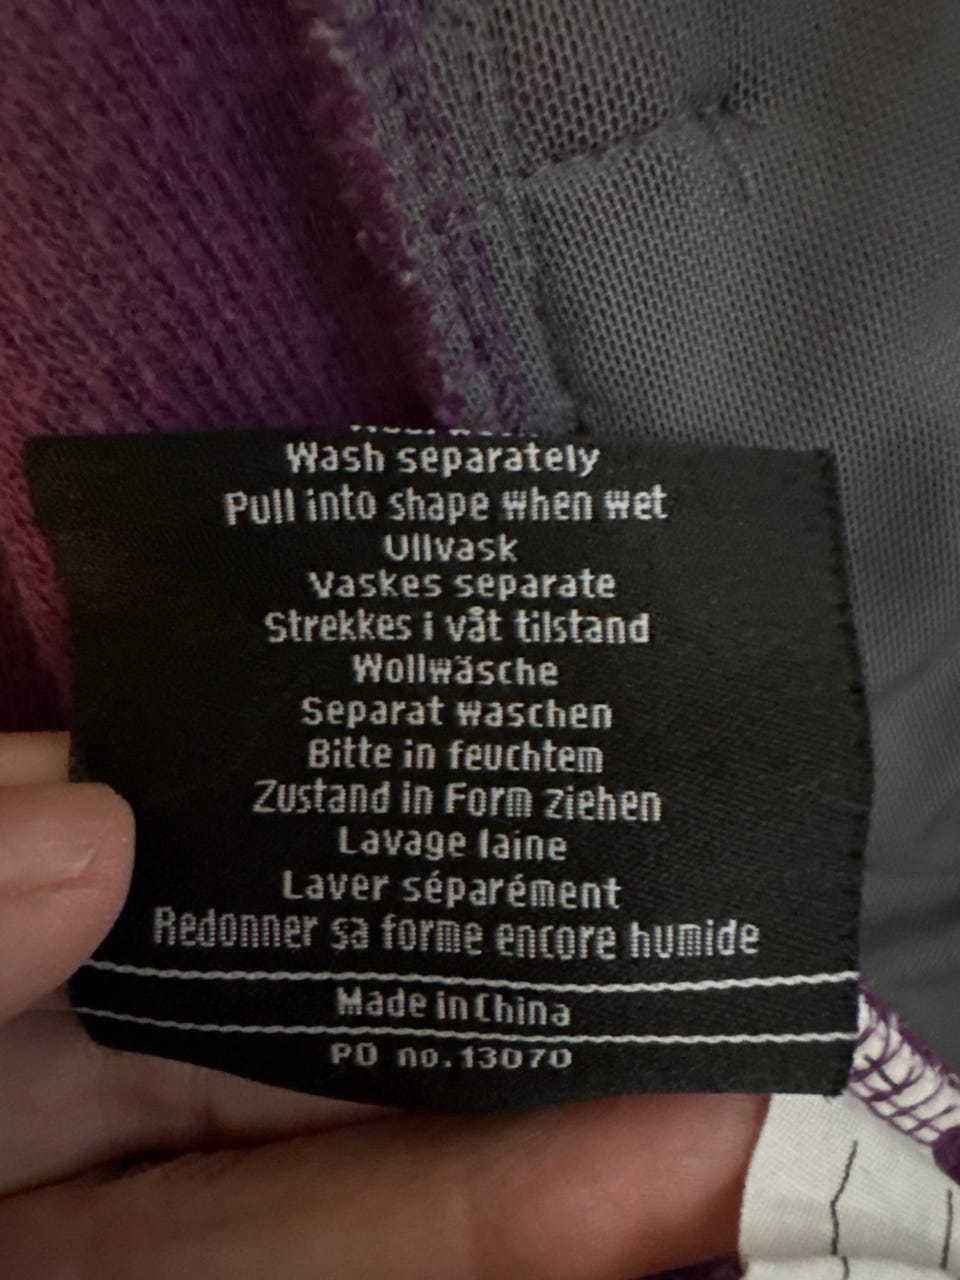 Wash separately
Pull into shape when wet
Ullvask
Vaskes separate
Strekkes i våt tilstand
Wollwäsche
Separat waschen
Bitte in feuchtem
Zustand in Form ziehen
Lavage laine
Laver séparément
Redonner sa forme encore humide
Made in China
PO no.13070